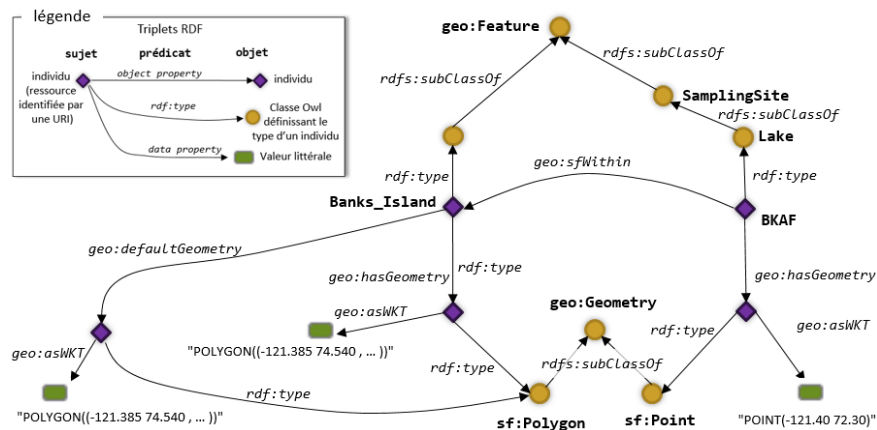 légende
Triplets RDF
sujet
prédicat
objet
object property
individu
(ressource
identifiée par
une URI)
individu
rdf:type
Classe Owl
définissant le
type d'un individu
data property
Valeur littérale
geo:Feature
rdfs:subClassOf
rdfs:subClassOf
SamplingSite
rdfs:subClassOf
Lake
rdf:type
geo:sfWithin
rdf:type
Banks_Island
BKAF
geo:defaultGeometry
rdf:type
geo:hasGeometry
geo:hasGeometry
geo:asWKT
geo:Geometry
geo:asWKT
rdf:type
geo:asWKT
"POLYGON((-121.385 74.540 , ... ))"
rdf:type
rdfs:subClassOf
rdf:type
"POLYGON((-121.385 74.540 , ... ))"
sf:Polygon
sf:Point
"POINT(-121.40 72.30)"